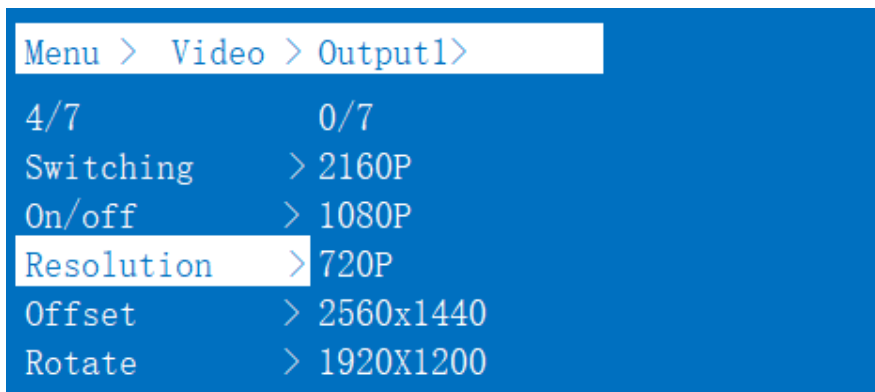 Menu > Video > Output1>
4/7 0/7
Switching > 2160P
On/off > 1080P
Resolution > 720P
Offset > 2560x1440
Rotate > 1920X1200